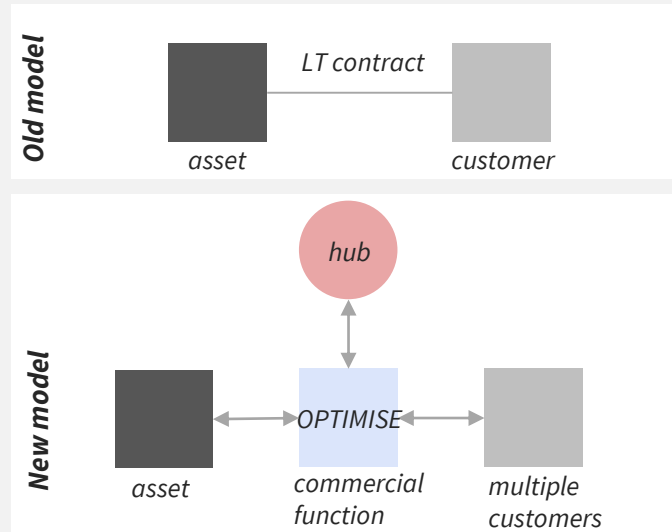 Old model
LT contract
asset
customer
New model
hub
OPTIMISE
asset
commercial
function
multiple
customers